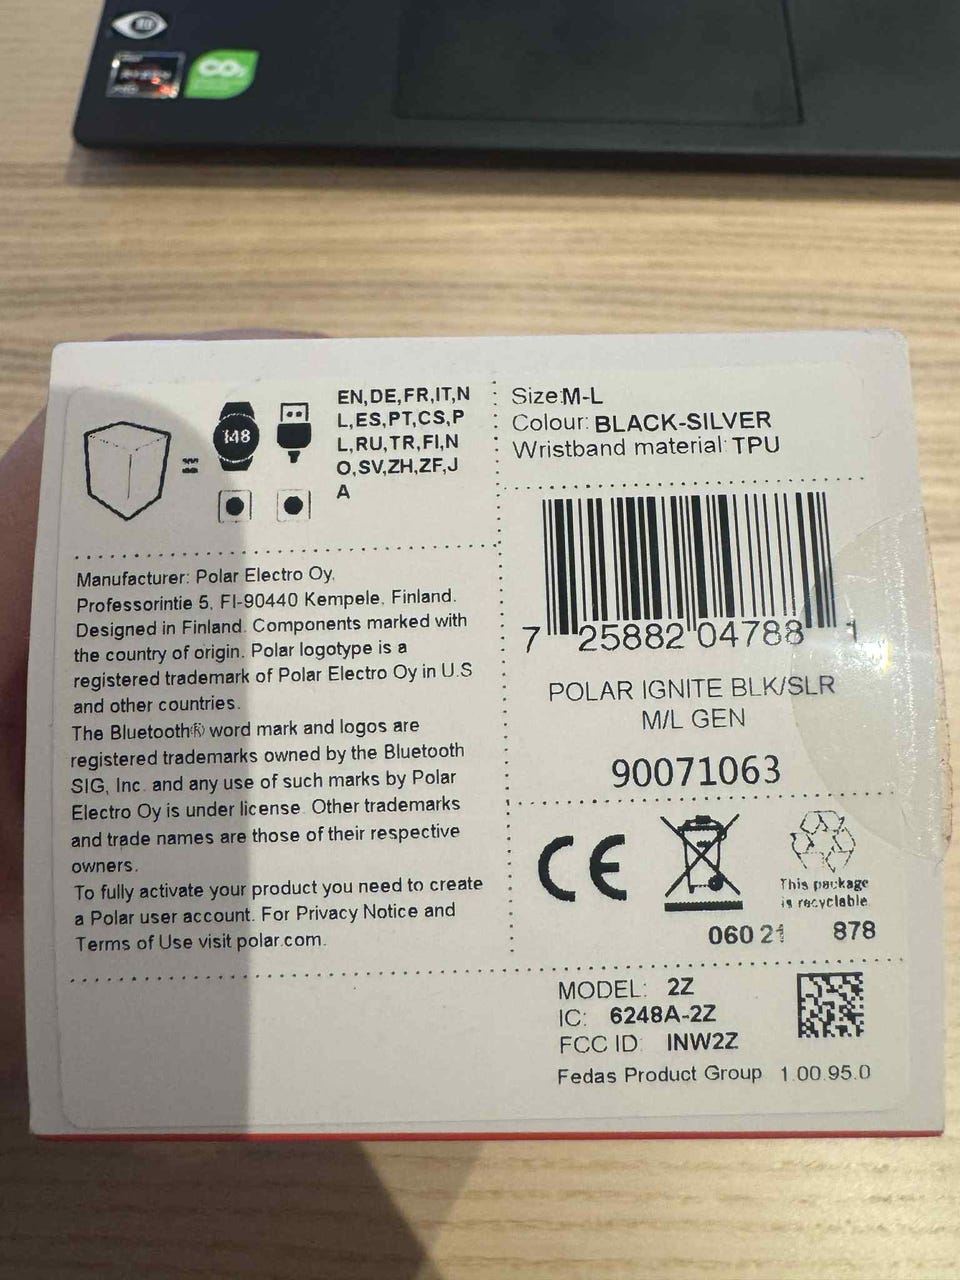 CO₂
148
EN,DE,FR,IT,N
L,ES,PT,CS,P
L,RU,TR,FI,N
O,SV,ZH,ZF,J
A
Size:M-L
Colour: BLACK-SILVER
Wristband material: TPU
7 25882 04788 1
POLAR IGNITE BLK/SLR
M/L GEN
90071063
Manufacturer: Polar Electro Oy,
Professorintie 5, FI-90440 Kempele, Finland.
Designed in Finland. Components marked with
the country of origin. Polar logotype is a
registered trademark of Polar Electro Oy in U.S
and other countries.
The Bluetooth® word mark and logos are
registered trademarks owned by the Bluetooth
SIG, Inc. and any use of such marks by Polar
Electro Oy is under license. Other trademarks
and trade names are those of their respective
owners.
To fully activate your product you need to create
a Polar user account. For Privacy Notice and
Terms of Use visit polar.com.
CE
This package
is recyclable
060 21 878
MODEL: 2Z
IC: 6248A-2Z
FCC ID: INW2Z
Fedas Product Group 1.00.95.0